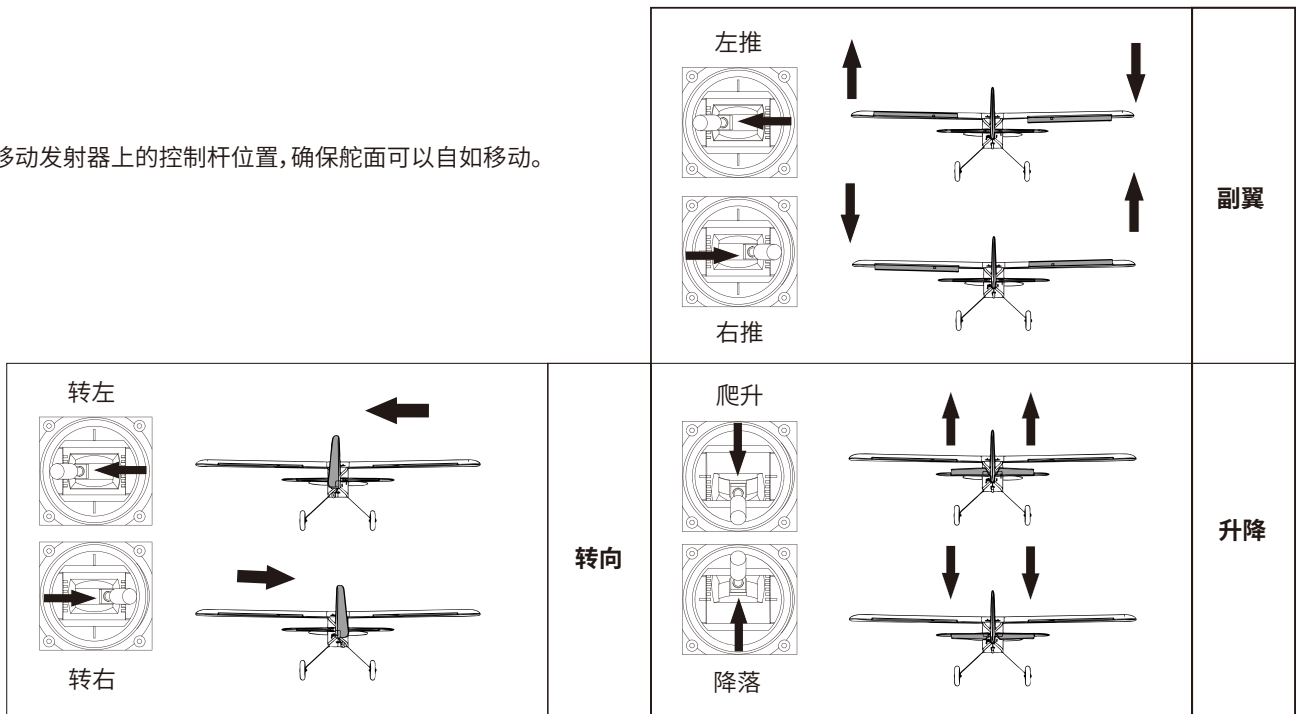 左推
移动发射器上的控制杆位置,确保舵面可以自如移动。
副翼
右推
转左
转向
转右
爬升
升降
降落